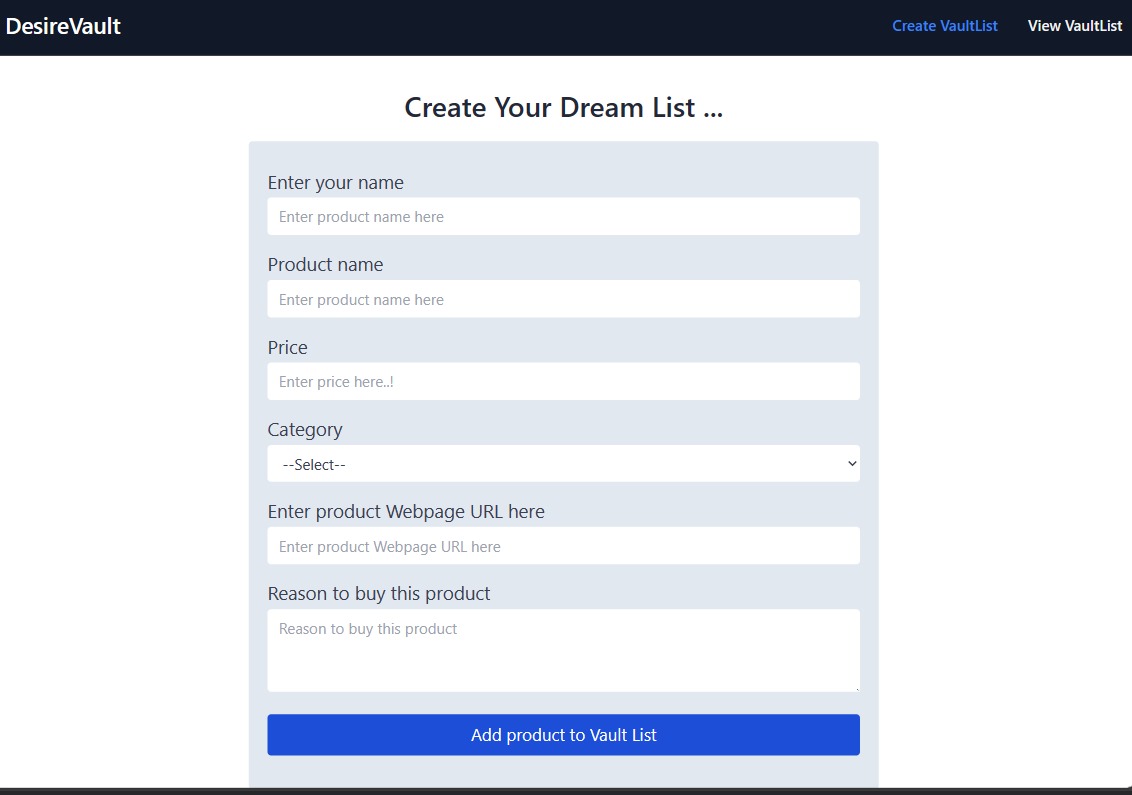 DesireVault
Create VaultList
View VaultList
Create Your Dream List ...
Enter your name
Enter product name here
Product name
Enter product name here
Price
Enter price here..!
Category
--Select--
Enter product Webpage URL here
Enter product Webpage URL here
Reason to buy this product
Reason to buy this product
Add product to Vault List